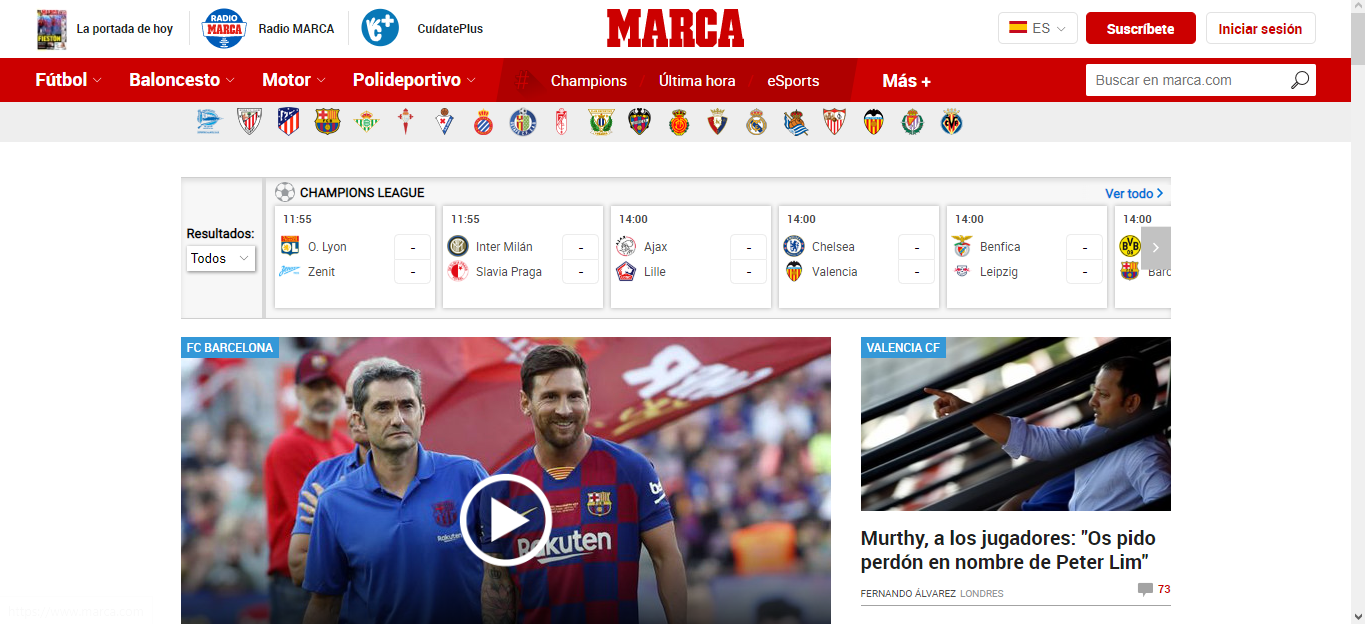 La portada de hoy
RADIO
MARCA
Radio MARCA
CuídatePlus
MARCA
ES
Suscríbete
Iniciar sesión
Fútbol
Baloncesto
Motor
Polideportivo
#
Champions
Última hora
eSports
Más +
Buscar en marca.com
Resultados:
Todos
CHAMPIONS LEAGUE
Ver todo
11:55
O. Lyon -
Zenit -
11:55
Inter Milán -
Slavia Praga -
14:00
Ajax -
Lille -
14:00
Chelsea -
Valencia -
14:00
Benfica -
Leipzig -
14:00
BVB
09
FC BARCELONA
Rakuten
Rakuten
VALENCIA CF
Murthy, a los jugadores: "Os pido
perdón en nombre de Peter Lim"
FERNANDO ÁLVAREZ LONDRES
73